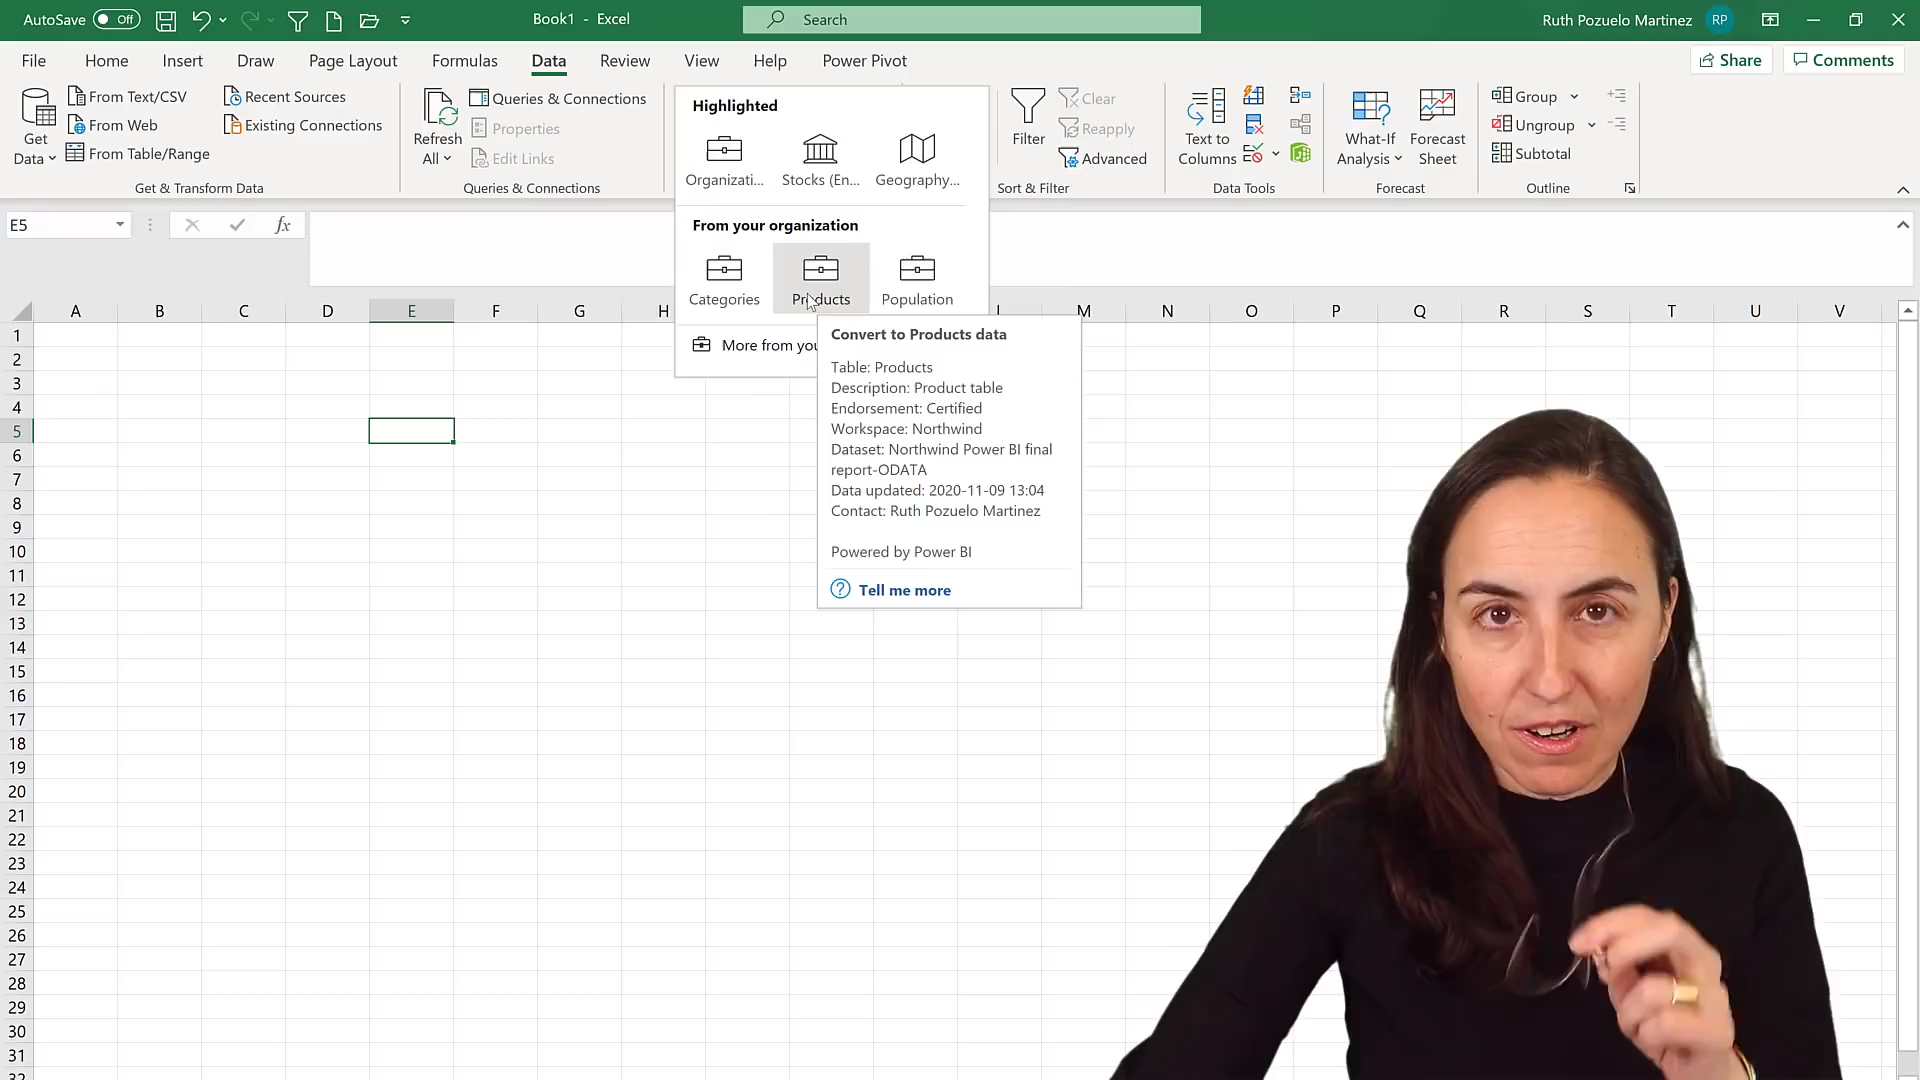 AutoSave Off
Book1 - Excel
Search
Ruth Pozuelo Martinez RP
File Home Insert Draw Page Layout Formulas Data Review View Help Power Pivot
Share Comments
Get Data
From Text/CSV
From Web
From Table/Range
Recent Sources
Existing Connections
Get & Transform Data
Refresh All
Queries & Connections
Properties
Edit Links
Queries & Connections
Highlighted
Organizati... Stocks (En... Geography...
From your organization
Categories Products Population
More from you
Convert to Products data
Table: Products
Description: Product table
Endorsement: Certified
Workspace: Northwind
Dataset: Northwind Power BI final
report-ODATA
Data updated: 2020-11-09 13:04
Contact: Ruth Pozuelo Martinez
Powered by Power BI
Tell me more
Filter
Clear
Reapply
Advanced
Sort & Filter
Text to Columns
Data Tools
What-If Analysis
Forecast Sheet
Forecast
Group
Ungroup
Subtotal
Outline
E5
fx
A B C D E F G H L M N O P Q R S T U V
1
2
3
4
5
6
7
8
9
10
11
12
13
14
15
16
17
18
19
20
21
22
23
24
25
26
27
28
29
30
31
32